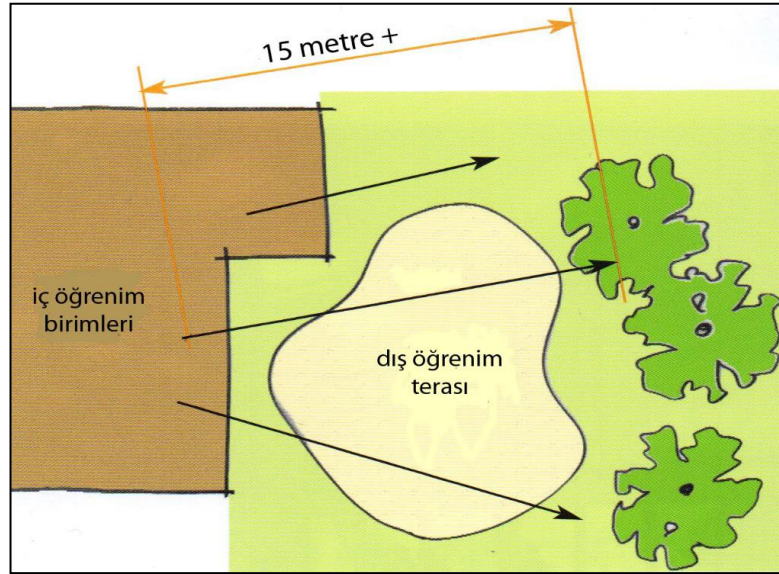 15 metre +
iç öğrenim
birimleri
dış öğrenim
terası